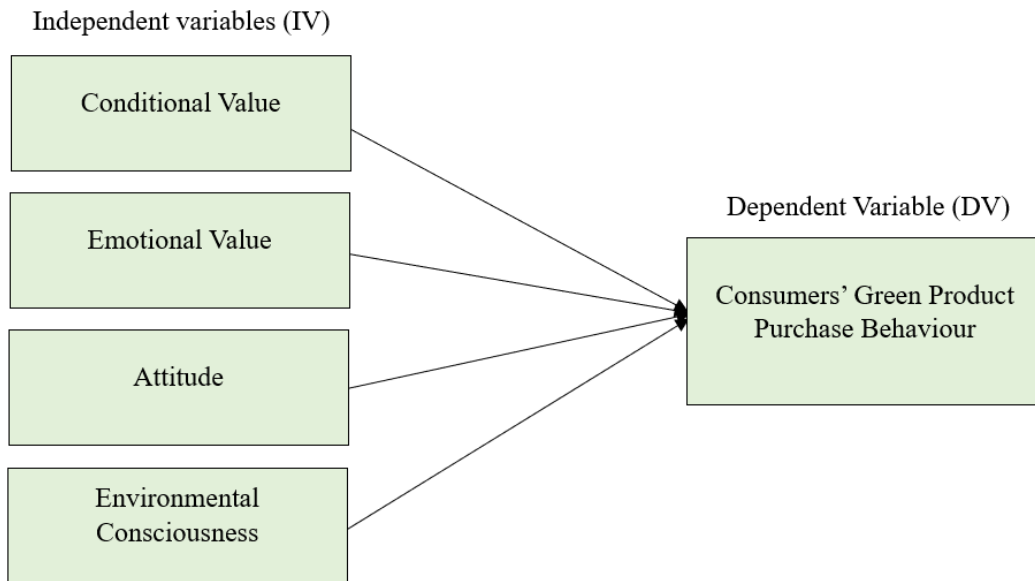 Independent variables (IV)
Conditional Value
Emotional Value
Attitude
Environmental
Consciousness
Dependent Variable (DV)
Consumers’ Green Product
Purchase Behaviour